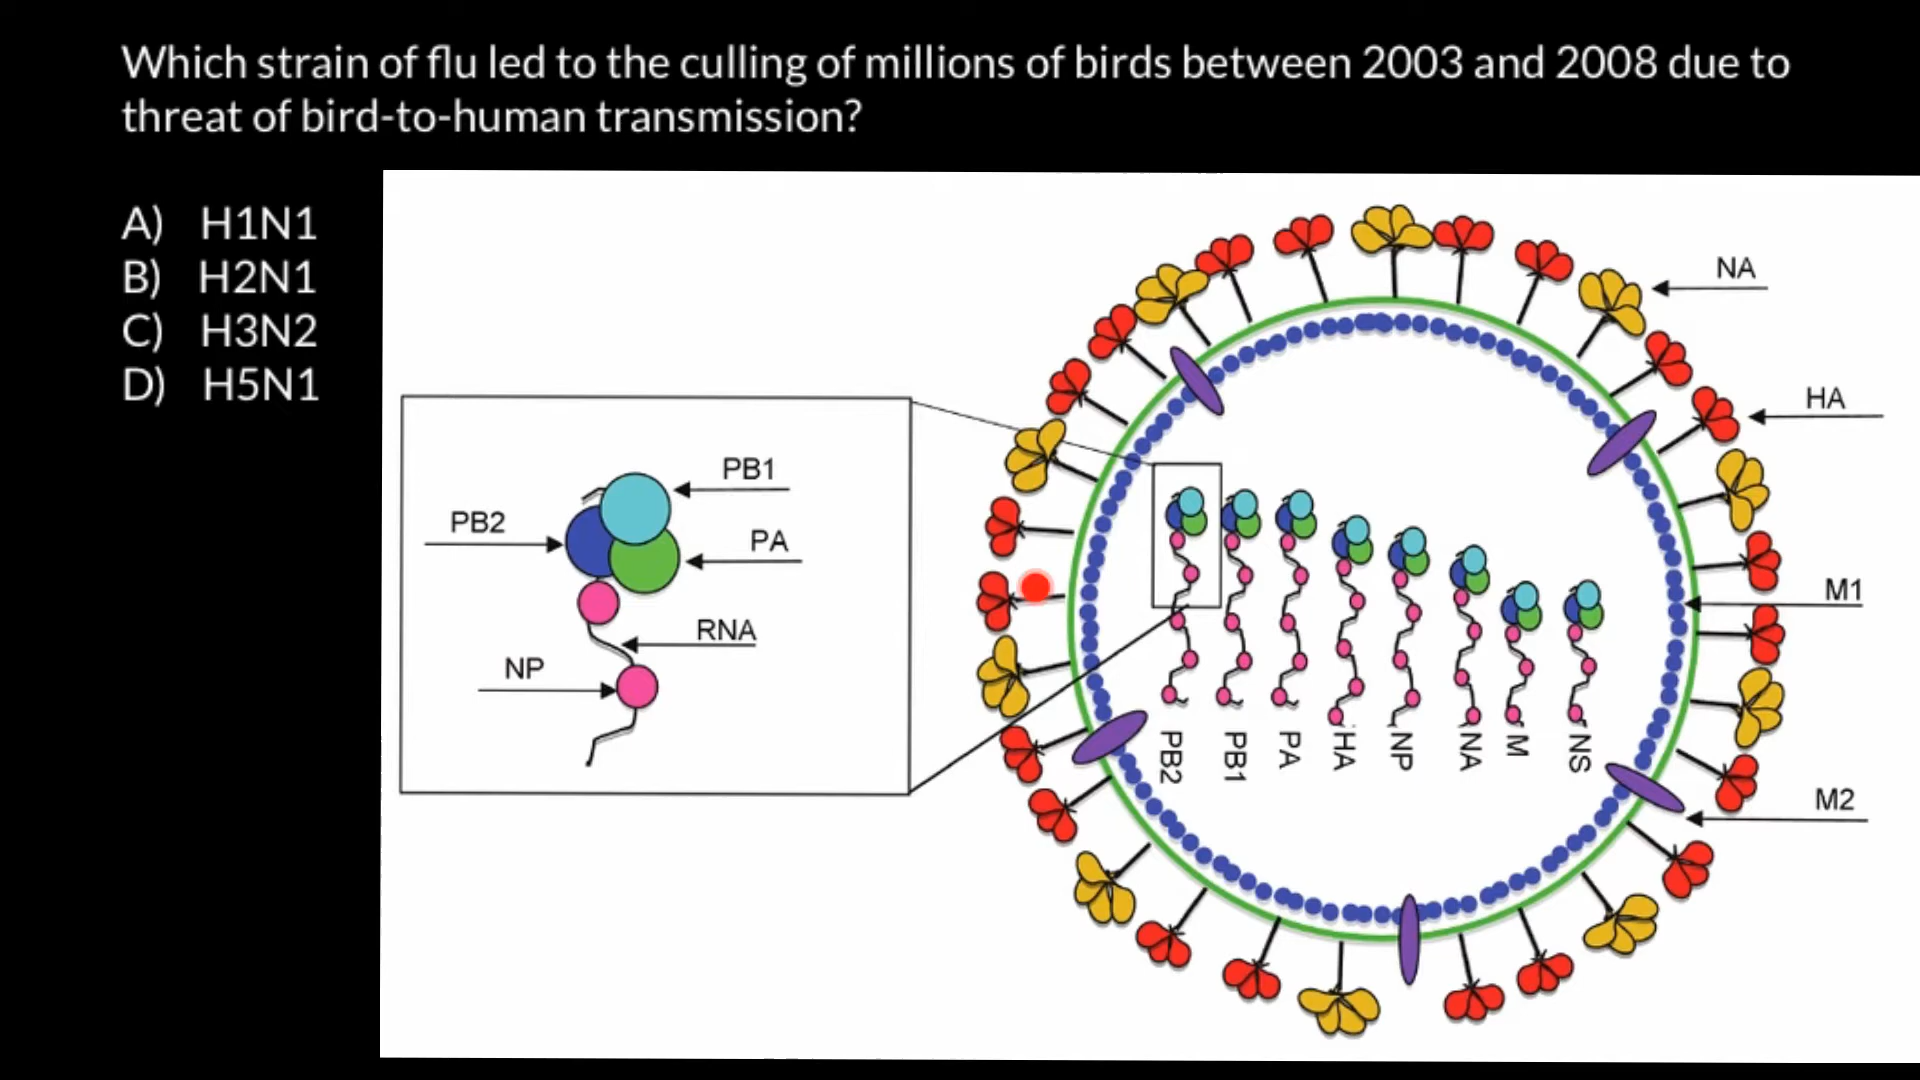 Which strain of flu led to the culling of millions of birds between 2003 and 2008 due to
threat of bird-to-human transmission?
A) H1N1
B) H2N1
C) H3N2
D) H5N1
PB1
PB2
PA
RNA
NP
NA
HA
M1
M2
PB2
PB1
PA
HA
NP
NA
M
NS